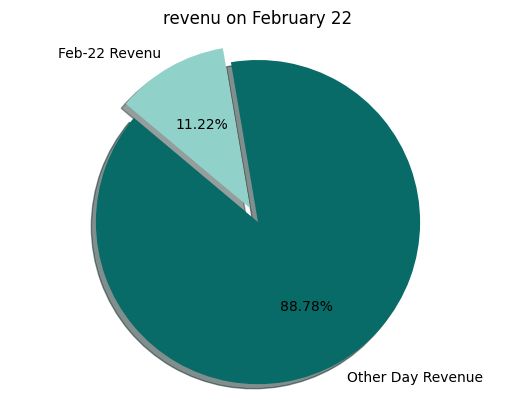 revenu on February 22
Feb-22 Revenu
11.22%
88.78%
Other Day Revenue